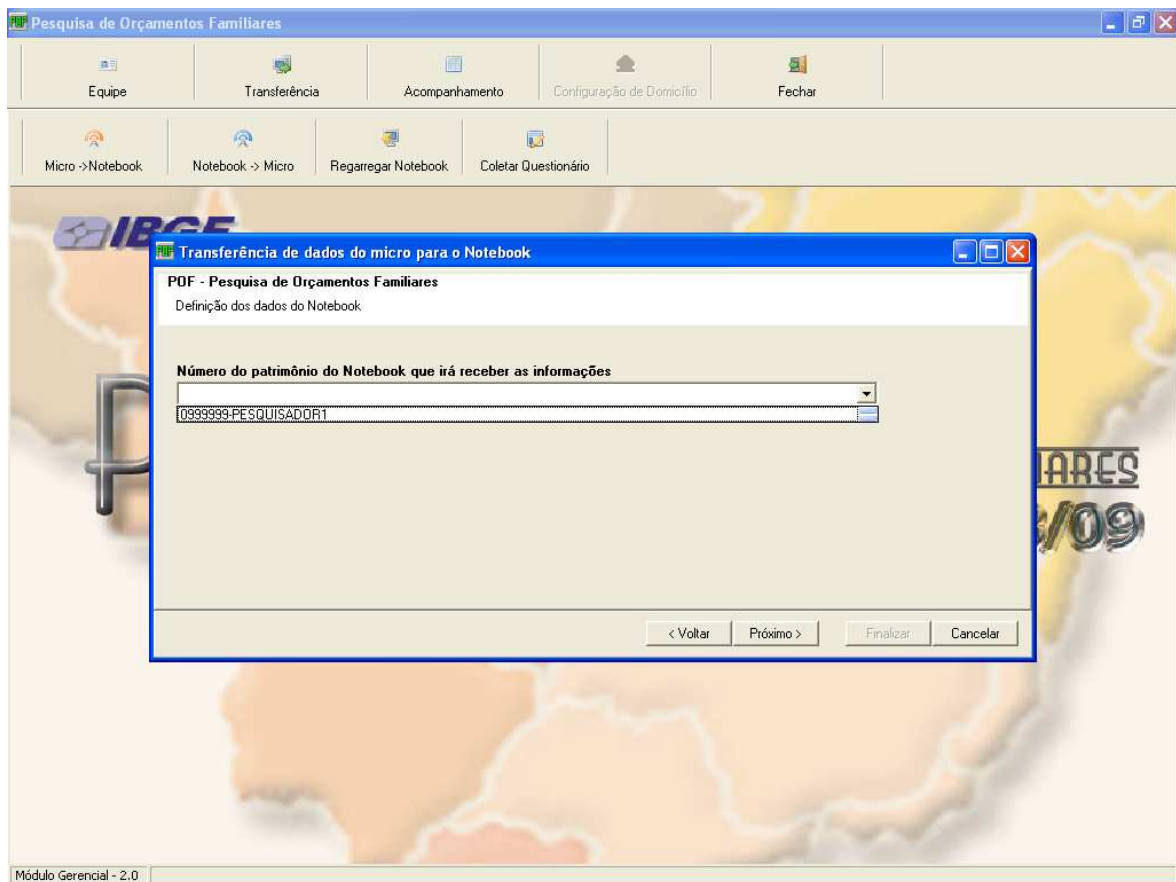 Pesquisa de Orçamentos Familiares
Equipe Transferência Acompanhamento Configuração de Domicílio Fechar
Micro ->Notebook Notebook -> Micro Regarregar Notebook Coletar Questionário
IBGE
Transferência de dados do micro para o Notebook
POF - Pesquisa de Orçamentos Familiares
Definição dos dados do Notebook
Número do patrimônio do Notebook que irá receber as informações
0999999-PESQUISADOR1
P
IARES
/09
< Voltar Próximo > Finalizar Cancelar
Módulo Gerencial - 2.0